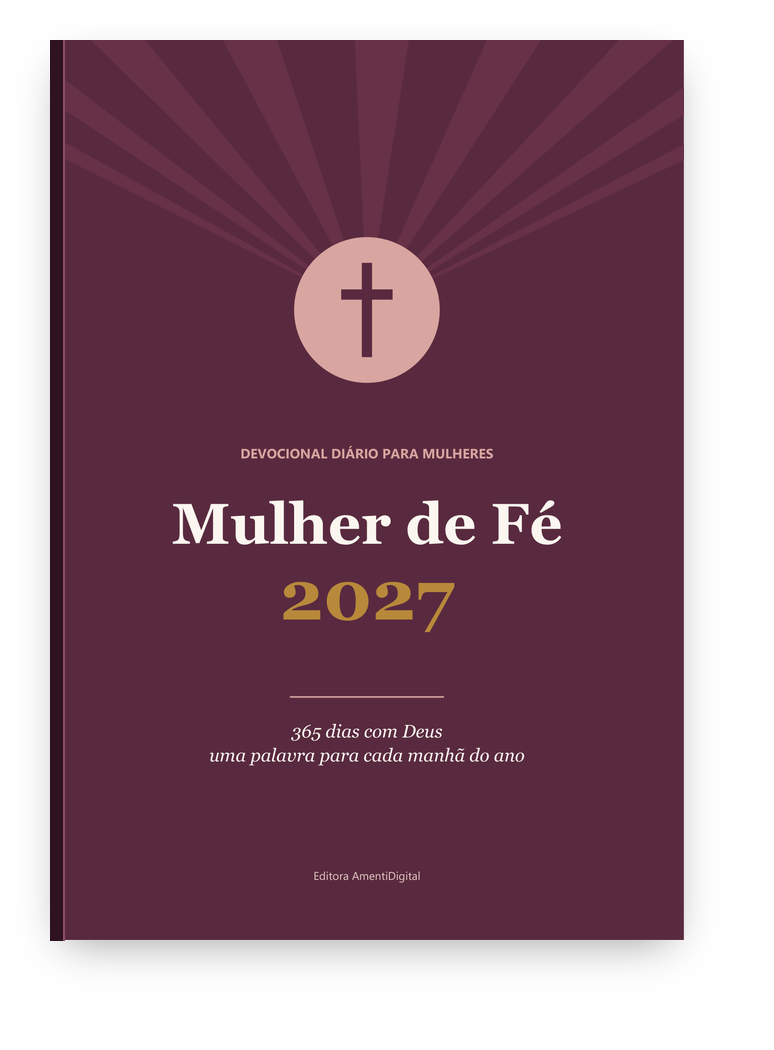 DEVOCIONAL DIÁRIO PARA MULHERES
Mulher de Fé
2027
365 dias com Deus
uma palavra para cada manhã do ano
Editora AmentiDigital